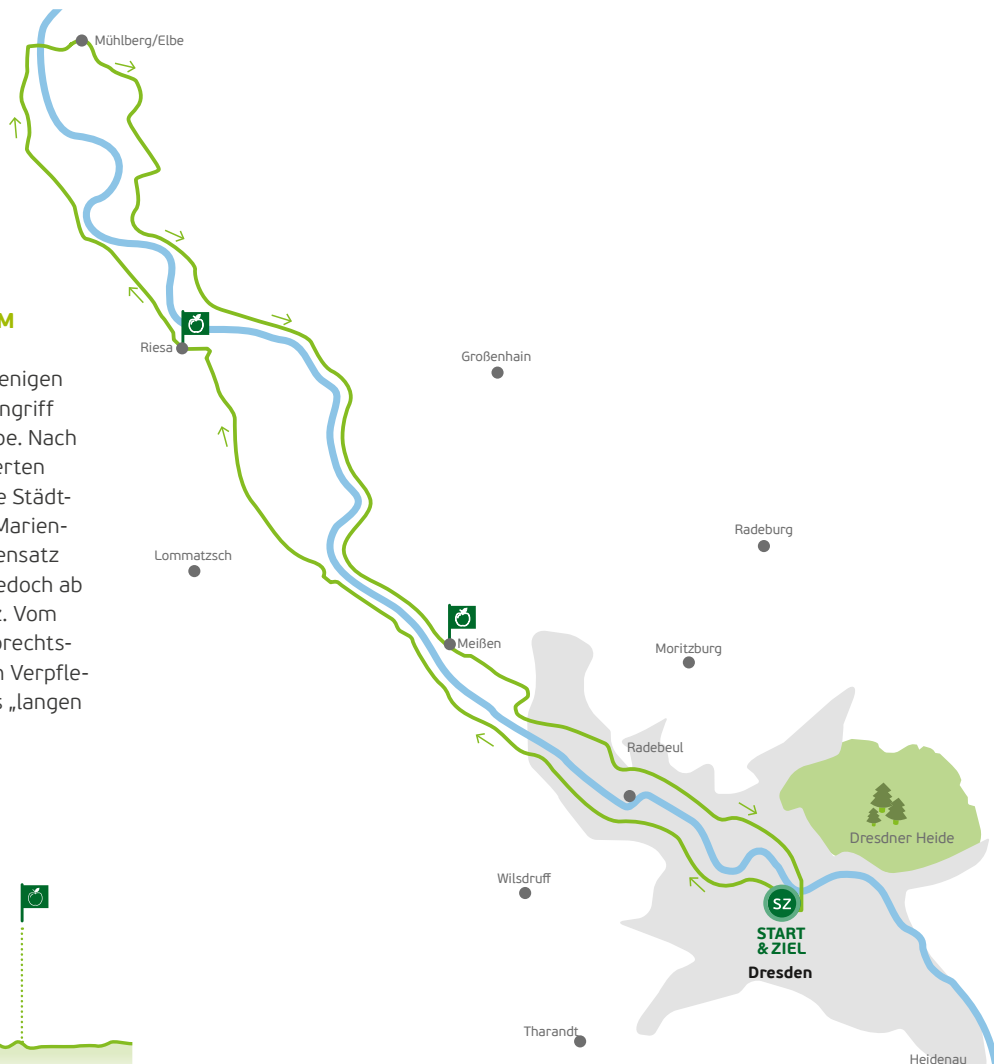 Mühlberg/Elbe
M
Riesa
Großenhain
enigen
ngriff
be. Nach
erten
e Städt-
Marien-
ensatz
edoch ab
z. Vom
brechts-
n Verpfle-
s „langen
Lommatzsch
Radeburg
Meißen
Moritzburg
Radebeul
Dresdner Heide
Wilsdruff
SZ
START
& ZIEL
Dresden
Tharandt
Heidenau